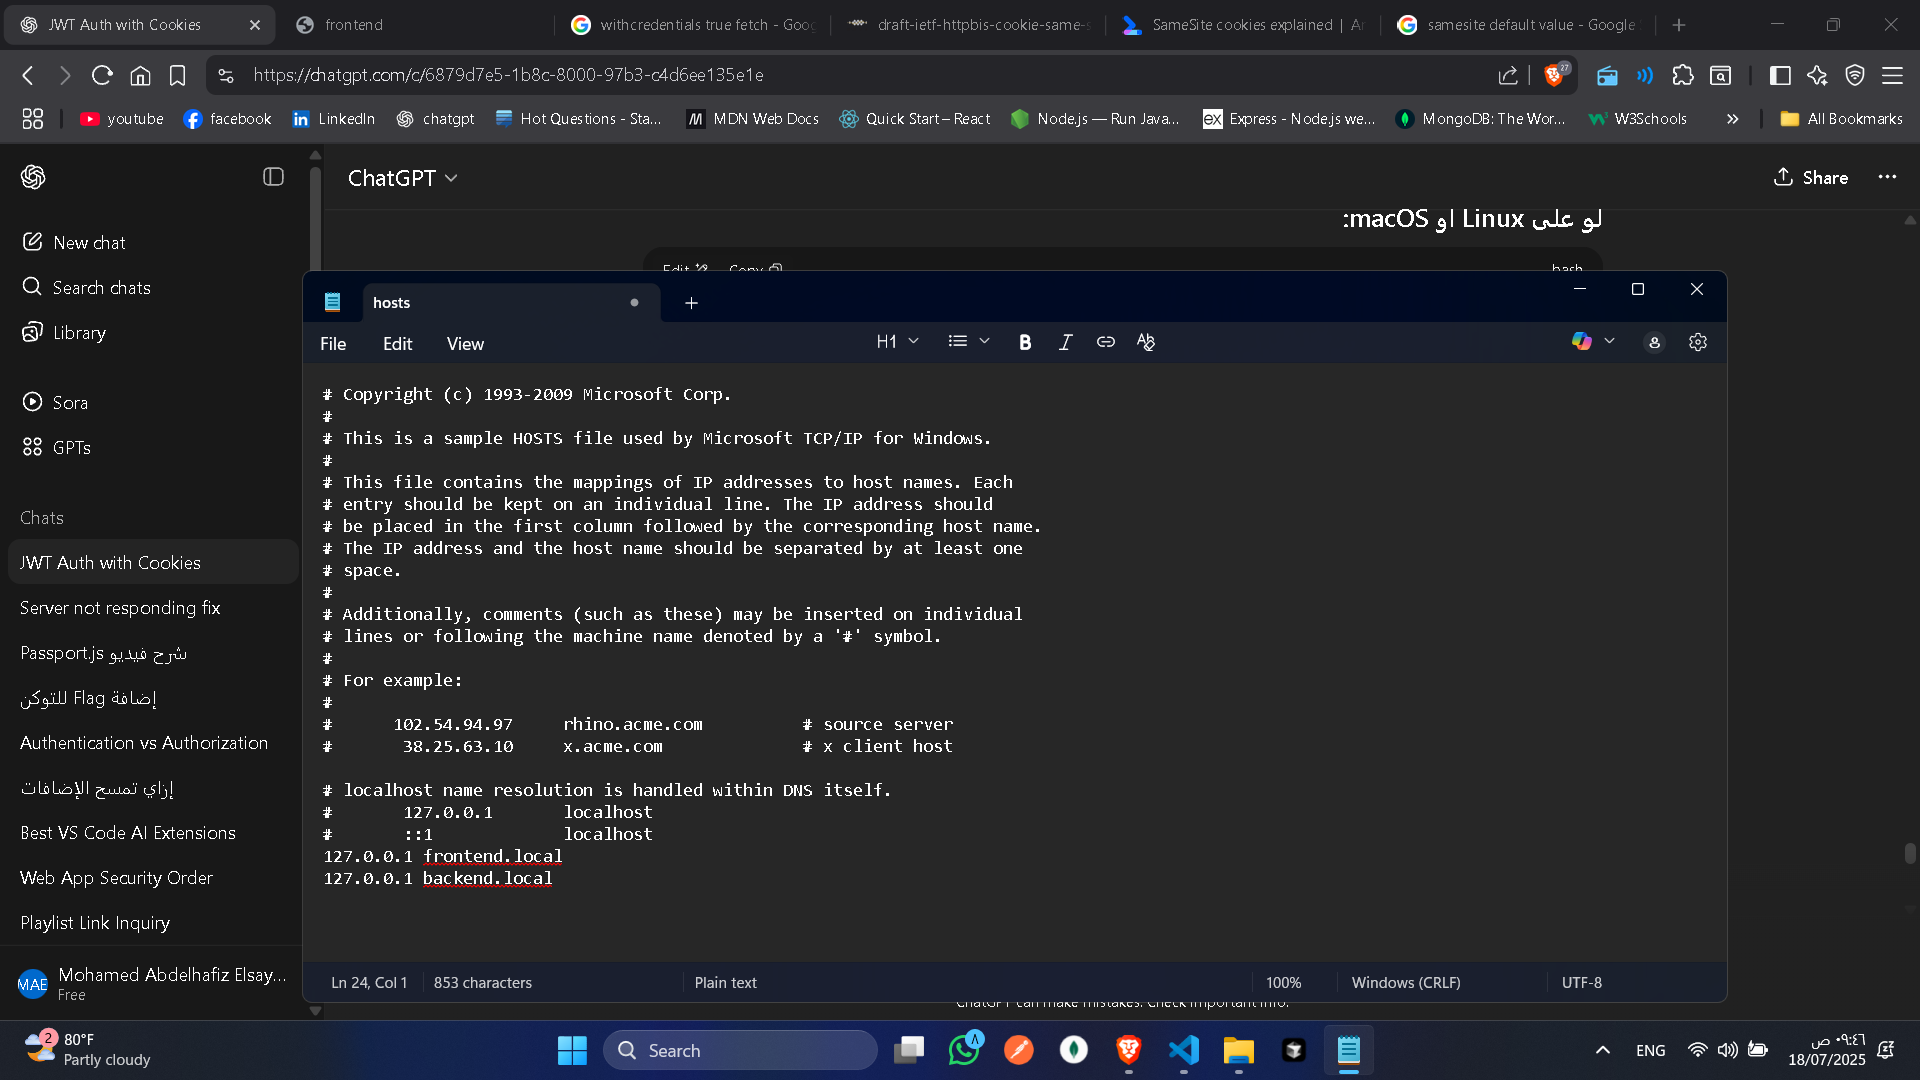 JWT Auth with Cookies
frontend
withcredentials true fetch - Goog
draft-ietf-httpbis-cookie-same-s
SameSite cookies explained | Ar
samesite default value - Google
https://chatgpt.com/c/6879d7e5-1b8c-8000-97b3-c4d6ee135e1e
27
youtube
facebook
LinkedIn
chatgpt
Hot Questions - Sta...
MDN Web Docs
Quick Start – React
Node.js — Run Java...
Express - Node.js we...
MongoDB: The Wor...
W3Schools
All Bookmarks
ChatGPT
Share
New chat
Search chats
Library
Sora
GPTs
Chats
JWT Auth with Cookies
Server not responding fix
شرح فيديو Passport.js
إضافة Flag للتوكن
Authentication vs Authorization
إزاي تمسح الإضافات
Best VS Code AI Extensions
Web App Security Order
Playlist Link Inquiry
MAE
Mohamed Abdelhafiz Elsay...
Free
لو على Linux أو macOS:
Edit
Copy
bash
hosts
File
Edit
View
H1
# Copyright (c) 1993-2009 Microsoft Corp.
#
# This is a sample HOSTS file used by Microsoft TCP/IP for Windows.
#
# This file contains the mappings of IP addresses to host names. Each
# entry should be kept on an individual line. The IP address should
# be placed in the first column followed by the corresponding host name.
# The IP address and the host name should be separated by at least one
# space.
#
# Additionally, comments (such as these) may be inserted on individual
# lines or following the machine name denoted by a '#' symbol.
#
# For example:
#
#      102.54.94.97     rhino.acme.com          # source server
#       38.25.63.10     x.acme.com              # x client host
# localhost name resolution is handled within DNS itself.
#       127.0.0.1       localhost
#       ::1             localhost
127.0.0.1 frontend.local
127.0.0.1 backend.local
Ln 24, Col 1
853 characters
Plain text
100%
Windows (CRLF)
UTF-8
ChatGPT can make mistakes. Check important info.
2
80°F
Partly cloudy
Search
ENG
٠٩:٤٦ ص
18/07/2025